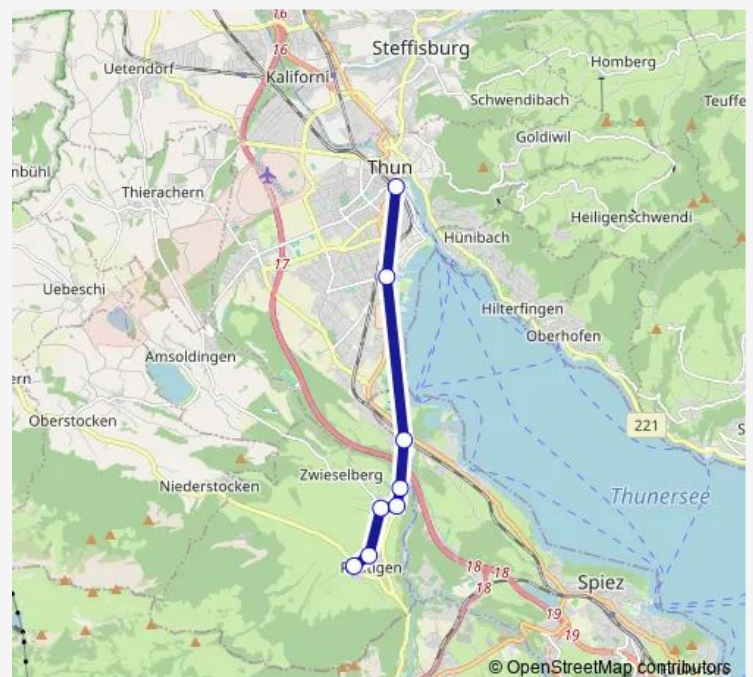 16
Steffisburg
16
Uetendorf
Kaliforni
Homberg
Schwendibach
Teuffe
Goldiwil
Thun
nbühl
Thierachern
Heiligenschwendi
Hünibach
17
Uebeschi
Hilterfingen
Oberhofen
Amsoldingen
ern
Oberstocken
221
S
Zwieselberg
Niederstocken
Thunersee
18
18
18
tigen
Spiez
19
19
© OpenStreetMap contributors